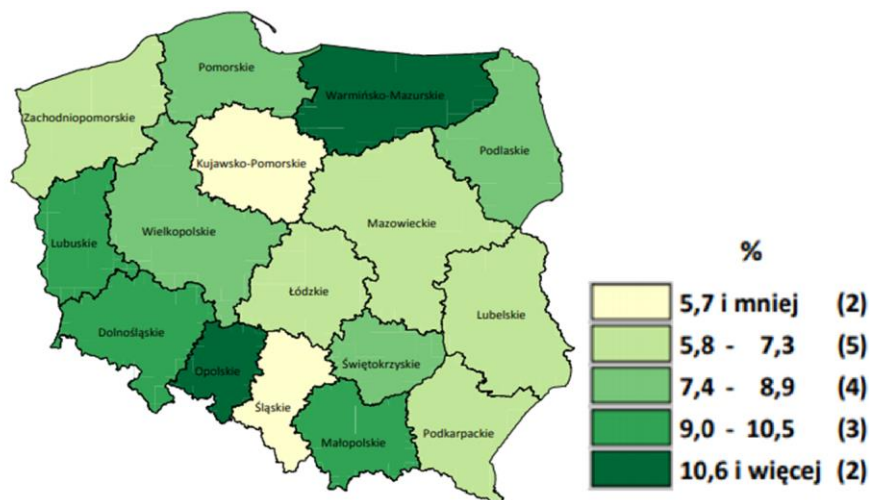 Pomorskie
Warmińsko-Mazurskie
Zachodniopomorskie
Podlaskie
Kujawsko-Pomorskie
Mazowieckie
Wielkopolskie
Lubuskie
Łódzkie
Lubelskie
Dolnośląskie
Świętokrzyskie
Opolskie
Śląskie
Podkarpackie
Małopolskie
%
5,7 i mniej (2)
5,8 - 7,3 (5)
7,4 - 8,9 (4)
9,0 - 10,5 (3)
10,6 i więcej (2)